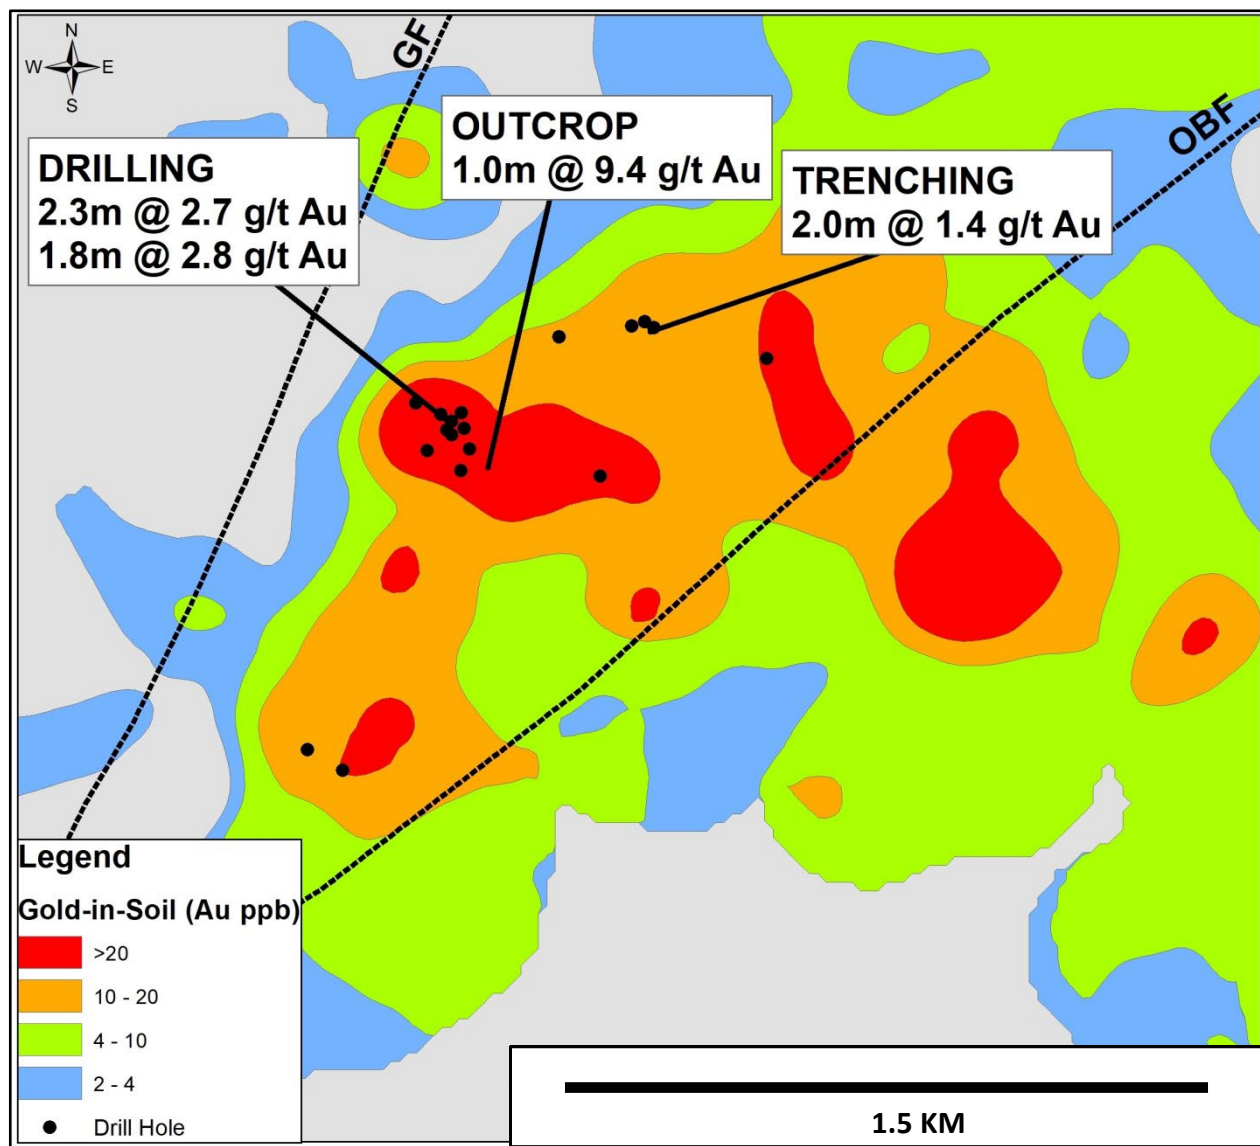 N
W E
S
GF
OBF
OUTCROP
1.0m @ 9.4 g/t Au
DRILLING
2.3m @ 2.7 g/t Au
1.8m @ 2.8 g/t Au
TRENCHING
2.0m @ 1.4 g/t Au
Legend
Gold-in-Soil (Au ppb)
>20
10 - 20
4 - 10
2 - 4
Drill Hole
1.5 KM